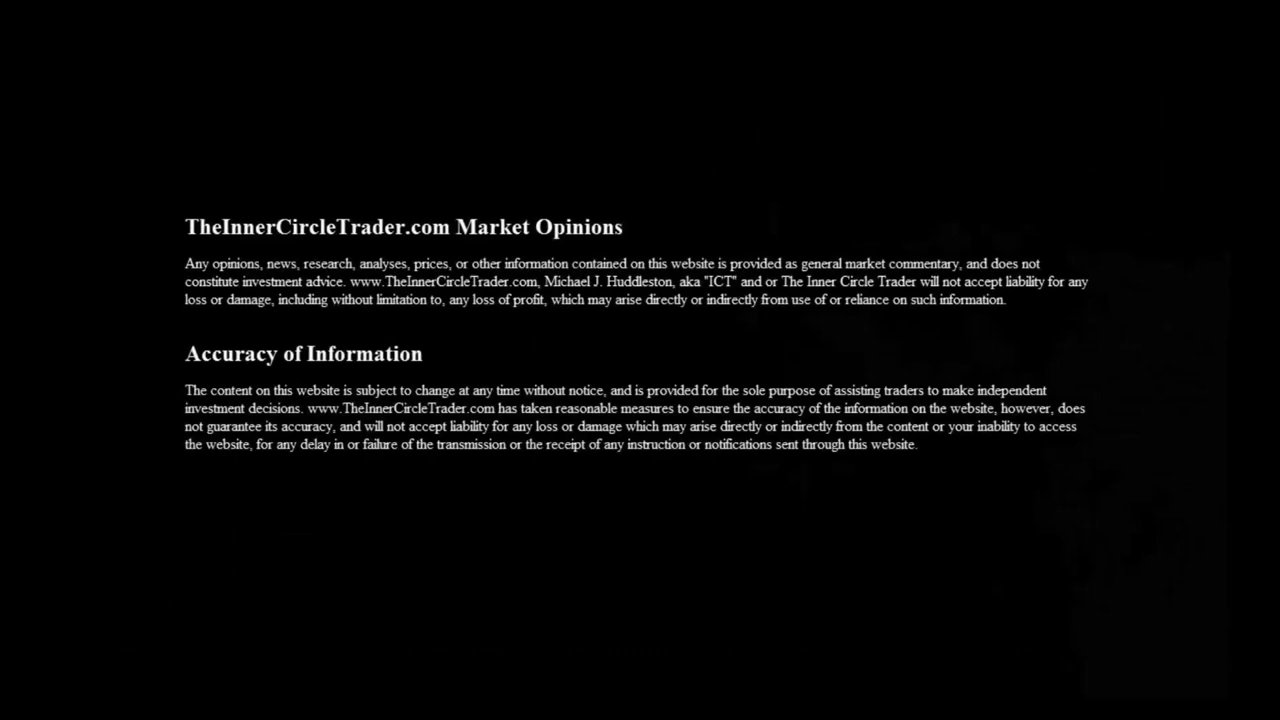 TheInnerCircleTrader.com Market Opinions
Any opinions, news, research, analyses, prices, or other information contained on this website is provided as general market commentary, and does not
constitute investment advice. www.TheInnerCircleTrader.com, Michael J. Huddleston, aka "ICT" and or The Inner Circle Trader will not accept liability for any
loss or damage, including without limitation to, any loss of profit, which may arise directly or indirectly from use of or reliance on such information.
Accuracy of Information
The content on this website is subject to change at any time without notice, and is provided for the sole purpose of assisting traders to make independent
investment decisions. www.TheInnerCircleTrader.com has taken reasonable measures to ensure the accuracy of the information on the website, however, does
not guarantee its accuracy, and will not accept liability for any loss or damage which may arise directly or indirectly from the content or your inability to access
the website, for any delay in or failure of the transmission or the receipt of any instruction or notifications sent through this website.